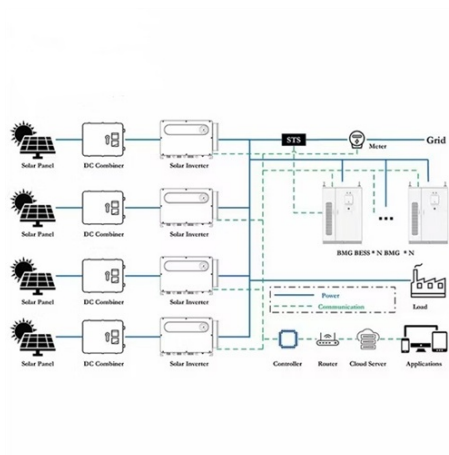 STS
Meter
Grid
Solar Panel
DC Combiner
Solar Inverter
Solar Panel
DC Combiner
Solar Inverter
BMG BESS * N BMG * N
Solar Panel
DC Combiner
Solar Inverter
Power
Communication
Load
Solar Panel
DC Combiner
Solar Inverter
Controller
Router
Cloud Server
Applications